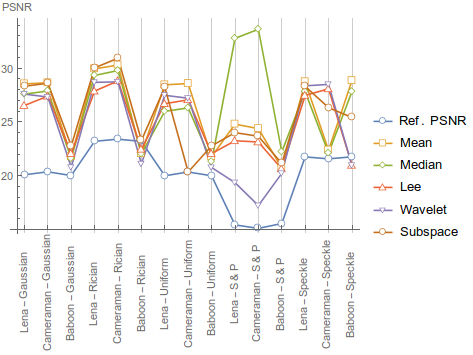 PSNR
30
25
20
Ref. PSNR
Mean
Median
Lee
Wavelet
Subspace
Lena – Gaussian
Cameraman – Gaussian
Baboon – Gaussian
Lena – Rician
Cameraman – Rician
Baboon – Rician
Lena – Uniform
Cameraman – Uniform
Baboon – Uniform
Lena – S & P
Cameraman – S & P
Baboon – S & P
Lena – Speckle
Cameraman – Speckle
Baboon – Speckle